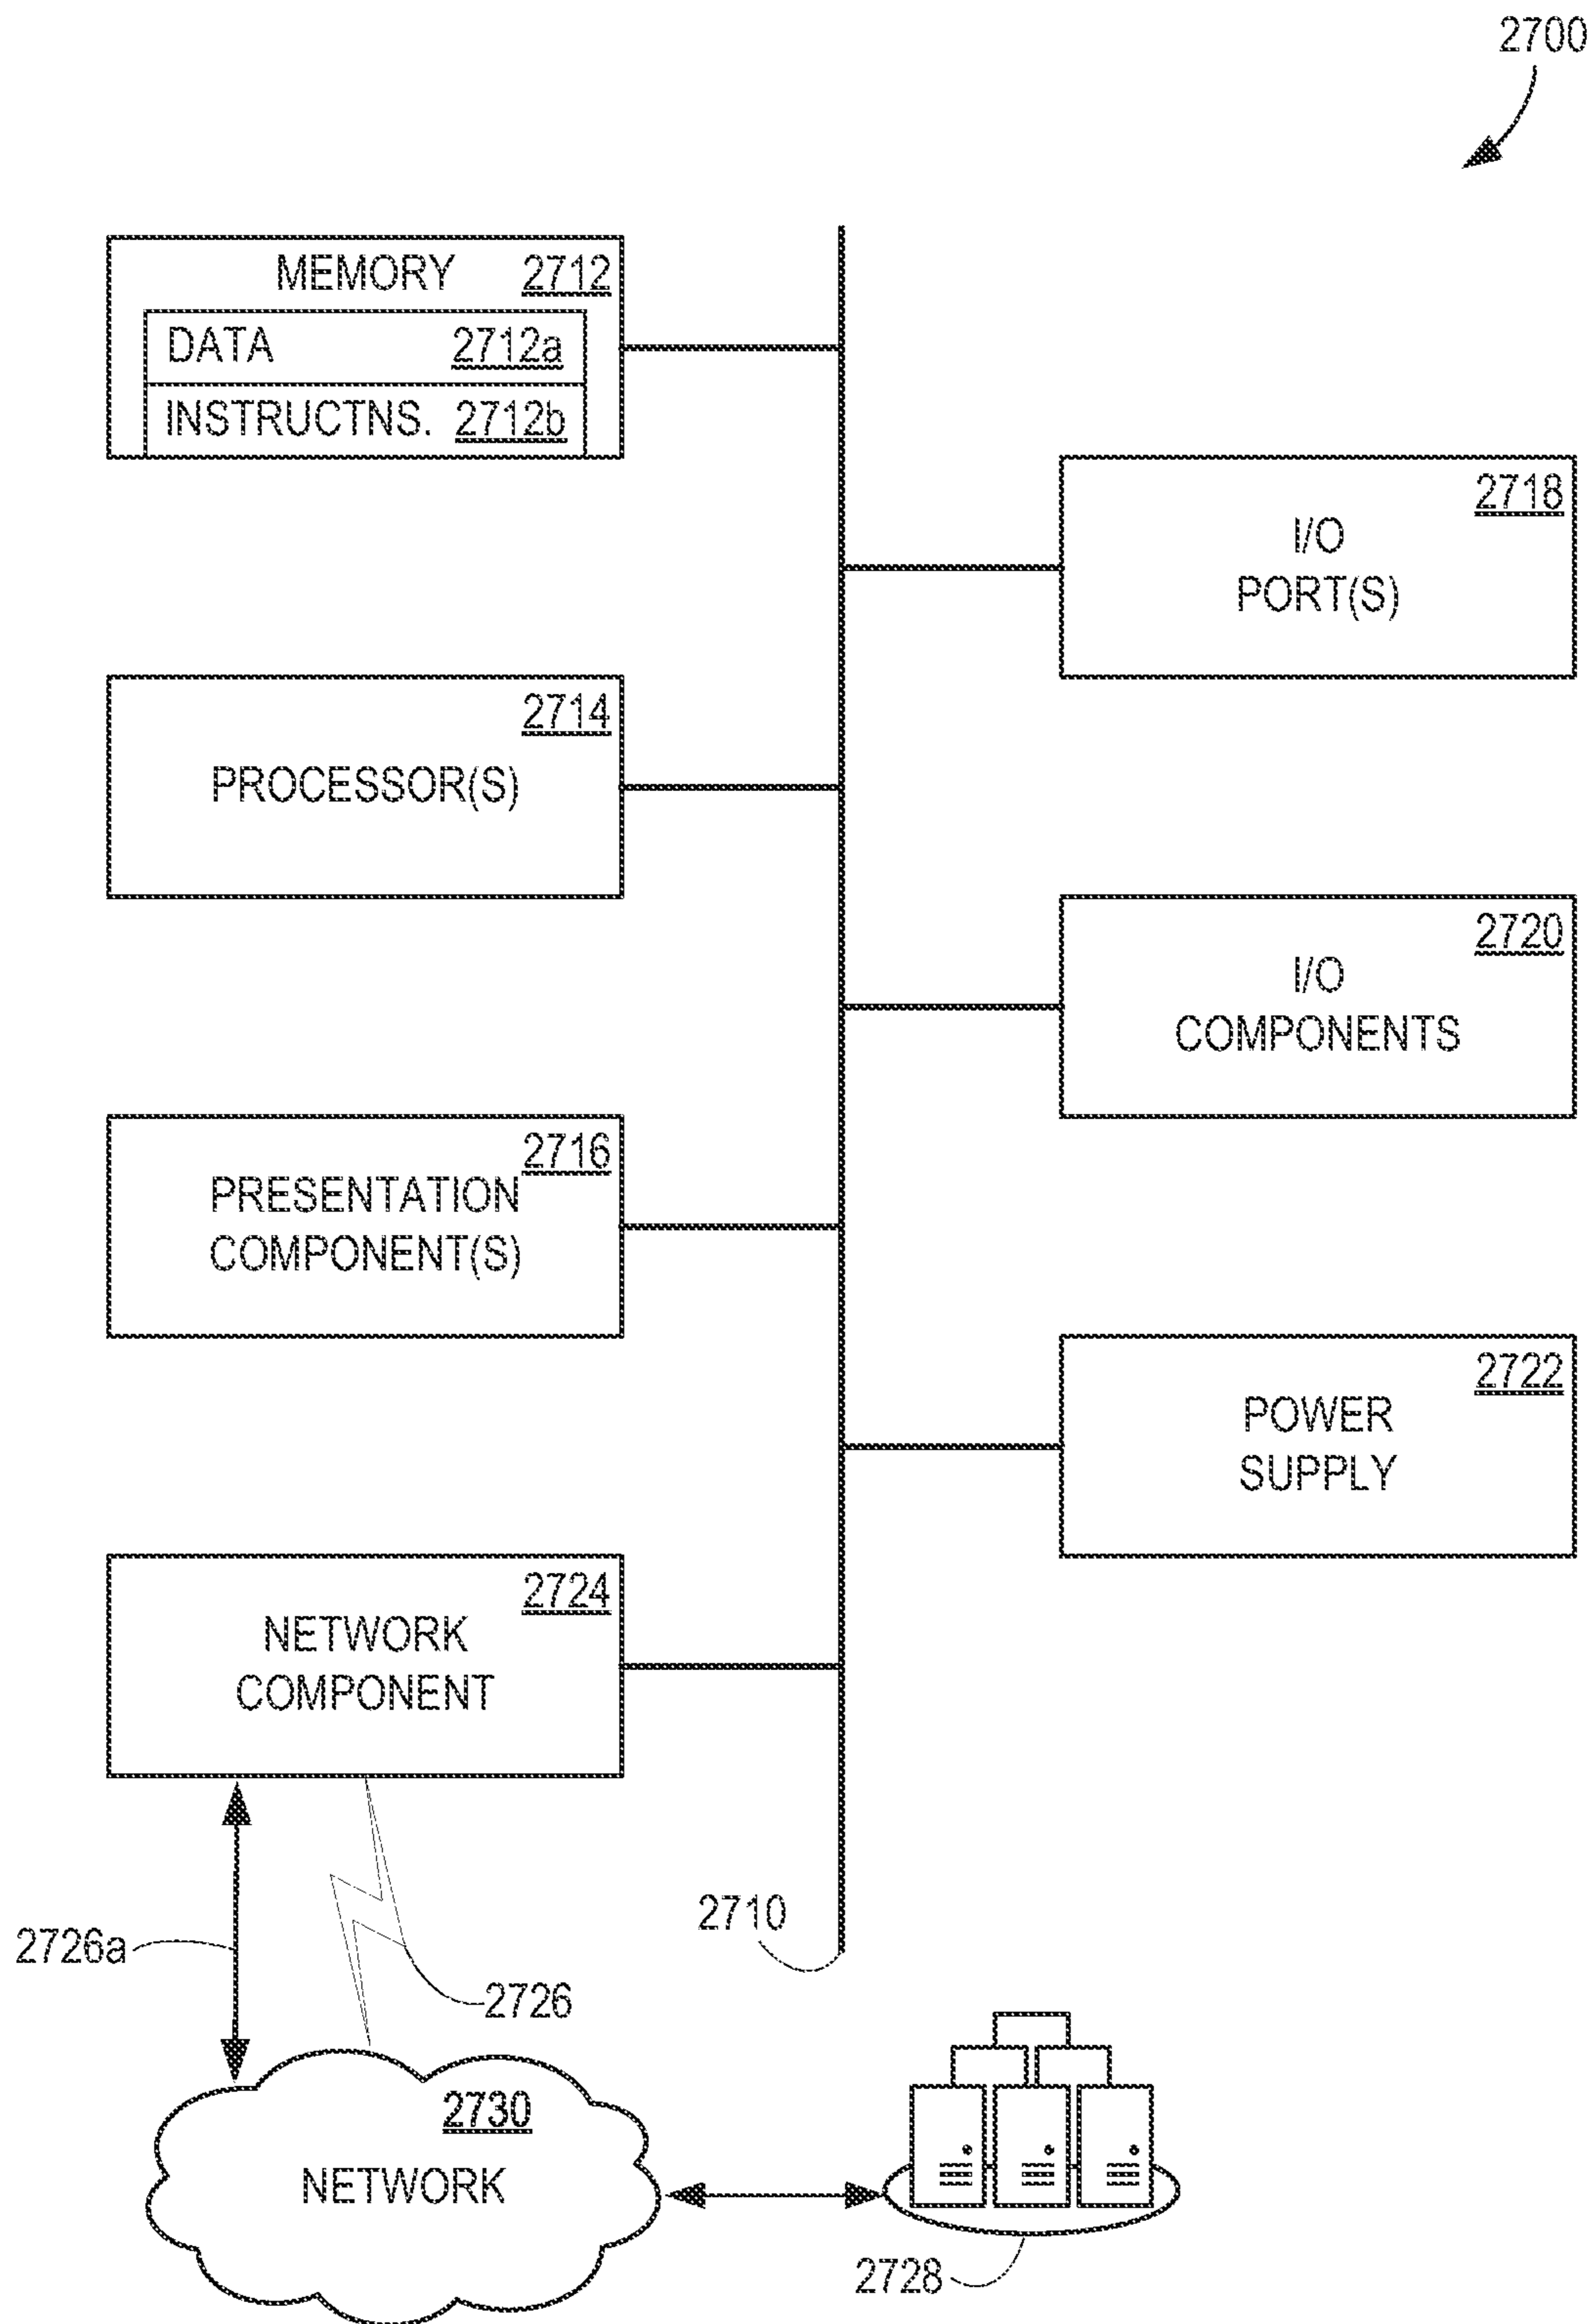 2700
MEMORY 2712
DATA 2712a
INSTRUCTNS. 2712b
2718
I/O
PORT(S)
2714
PROCESSOR(S)
2720
I/O
COMPONENTS
2716
PRESENTATION
COMPONENT(S)
2722
POWER
SUPPLY
2724
NETWORK
COMPONENT
2710
2726a
2726
2730
NETWORK
2728